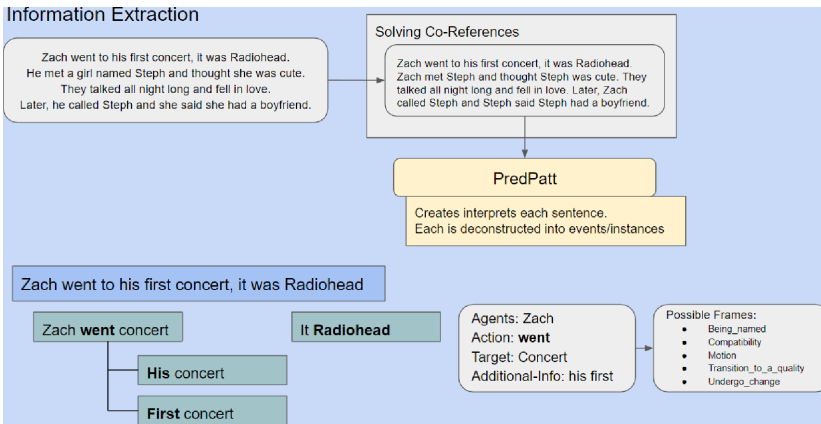 Information Extraction
Zach went to his first concert, it was Radiohead.
He met a girl named Steph and thought she was cute.
They talked all night long and fell in love.
Later, he called Steph and she said she had a boyfriend.
Solving Co-References
Zach went to his first concert, it was Radiohead.
Zach met Steph and thought Steph was cute. They
talked all night long and fell in love. Later, Zach
called Steph and Steph said Steph had a boyfriend.
PredPatt
Creates interprets each sentence.
Each is deconstructed into events/instances
Zach went to his first concert, it was Radiohead
Zach went concert
His concert
First concert
It Radiohead
Agents: Zach
Action: went
Target: Concert
Additional-Info: his first
Possible Frames:
● Being_named
● Compatibility
● Motion
● Transition_to_a_quality
● Undergo_change